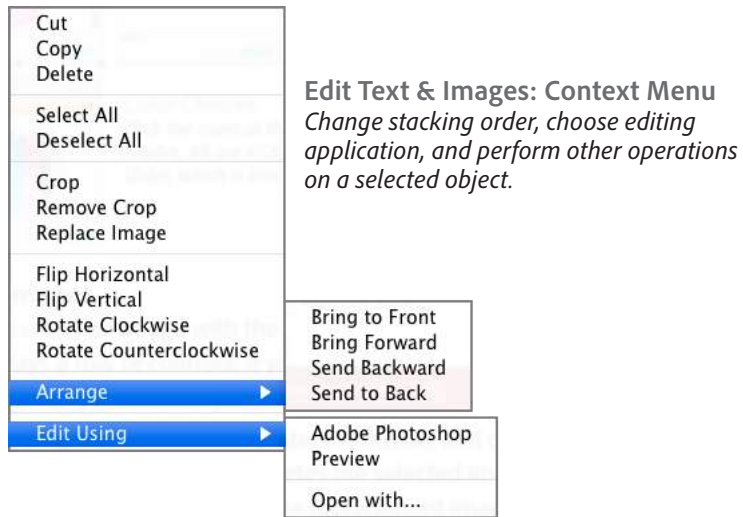 Cut
Copy
Delete
Select All
Deselect All
Crop
Remove Crop
Replace Image
Flip Horizontal
Flip Vertical
Rotate Clockwise
Rotate Counterclockwise
Arrange
Edit Using
Bring to Front
Bring Forward
Send Backward
Send to Back
Adobe Photoshop
Preview
Open with...
Edit Text & Images: Context Menu
Change stacking order, choose editing
application, and perform other operations
on a selected object.